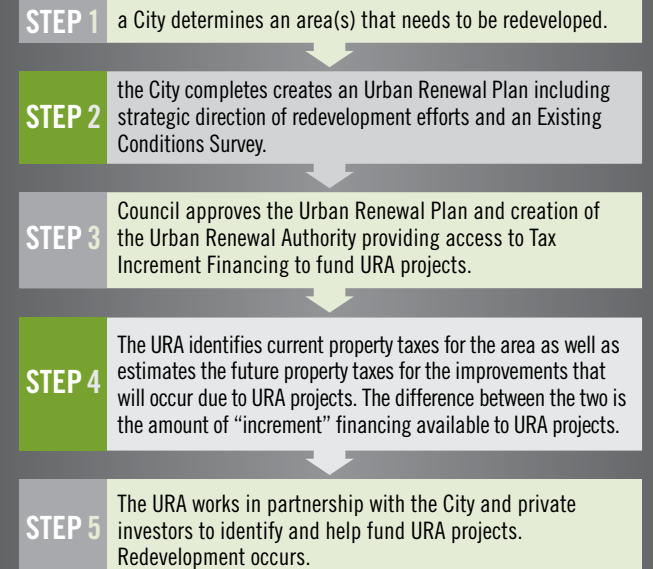 STEP 1 a City determines an area(s) that needs to be redeveloped.
STEP 2
the City completes creates an Urban Renewal Plan including
strategic direction of redevelopment efforts and an Existing
Conditions Survey.
STEP 3
Council approves the Urban Renewal Plan and creation of
the Urban Renewal Authority providing access to Tax
Increment Financing to fund URA projects.
STEP 4
The URA identifies current property taxes for the area as well as
estimates the future property taxes for the improvements that
will occur due to URA projects. The difference between the two is
the amount of “increment” financing available to URA projects.
STEP 5
The URA works in partnership with the City and private
investors to identify and help fund URA projects.
Redevelopment occurs.